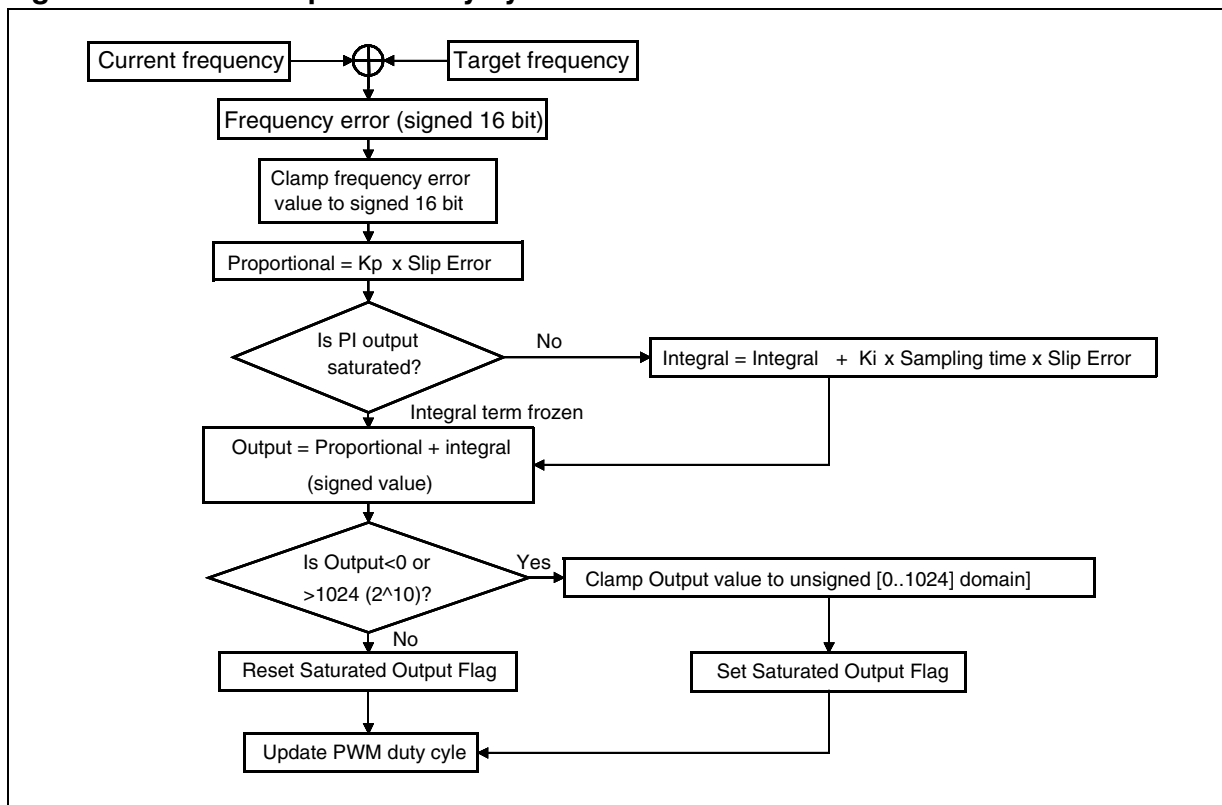 Current frequency
Target frequency
Frequency error (signed 16 bit)
Clamp frequency error
value to signed 16 bit
Proportional = Kp x Slip Error
Is PI output
saturated?
No
Integral = Integral + Ki x Sampling time x Slip Error
Integral term frozen
Output = Proportional + integral
(signed value)
Is Output<0 or
>1024 (2^10)?
Yes
Clamp Output value to unsigned [0..1024] domain]
No
Reset Saturated Output Flag
Set Saturated Output Flag
Update PWM duty cyle